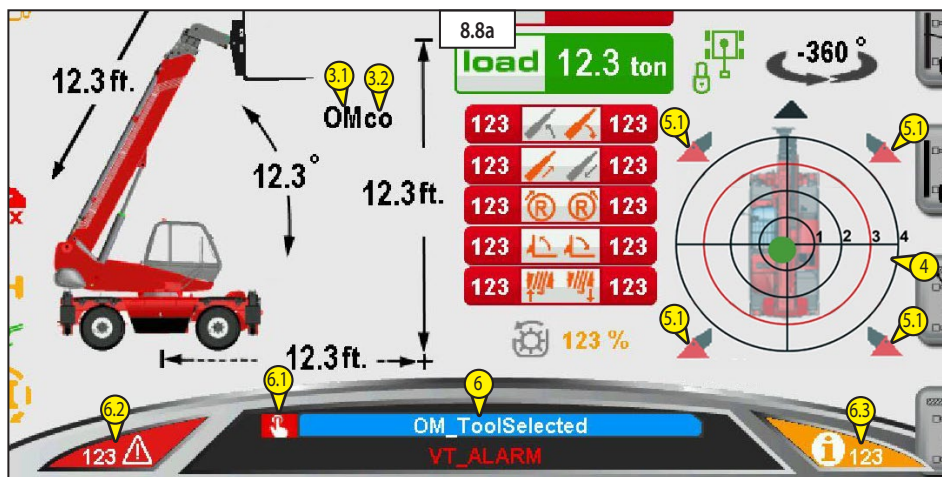 8.8a
load 12.3 ton
-360 °
12.3 ft.
3.1
3.2
OMco
12.3 °
12.3 ft.
12.3 ft.
123 123
123 123
123 R R 123
123 123
123 123
123 %
5.1
5.1
1 2 3 4
4
5.1
5.1
X
6.1
6
6.2
6.3
OM_ToolSelected
123
VT_ALARM
i 123